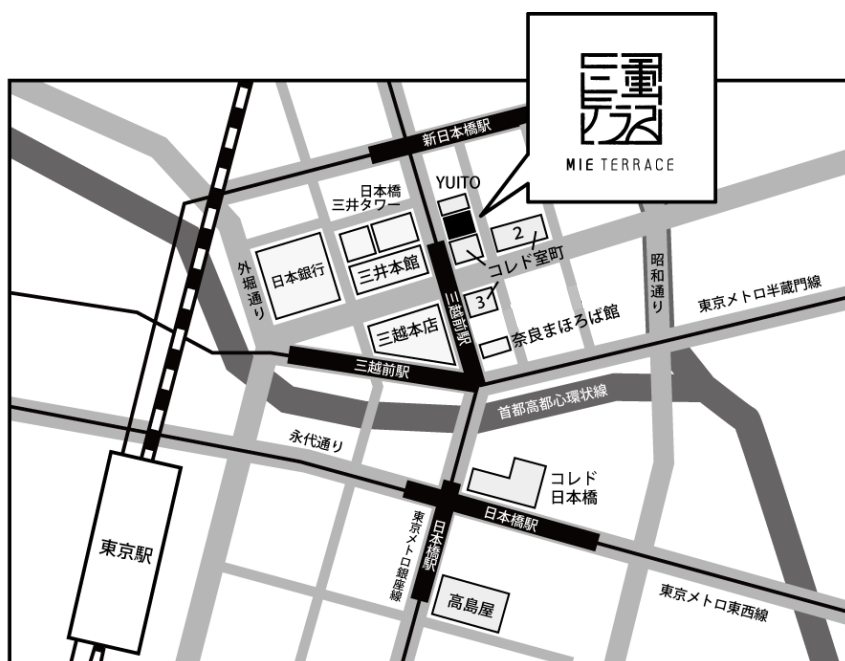 三重
テラス
MIE TERRACE
新日本橋駅
YUITO
日本橋
三井タワー
2
コレド室町
3
外堀通り
日本銀行
三井本館
昭和通り
東京メトロ半蔵門線
三越前駅
三越本店
奈良まほろば館
三越前駅
首都高都心環状線
永代通り
コレド
日本橋
日本橋駅
日本橋駅
東京メトロ銀座線
東京駅
高島屋
東京メトロ東西線